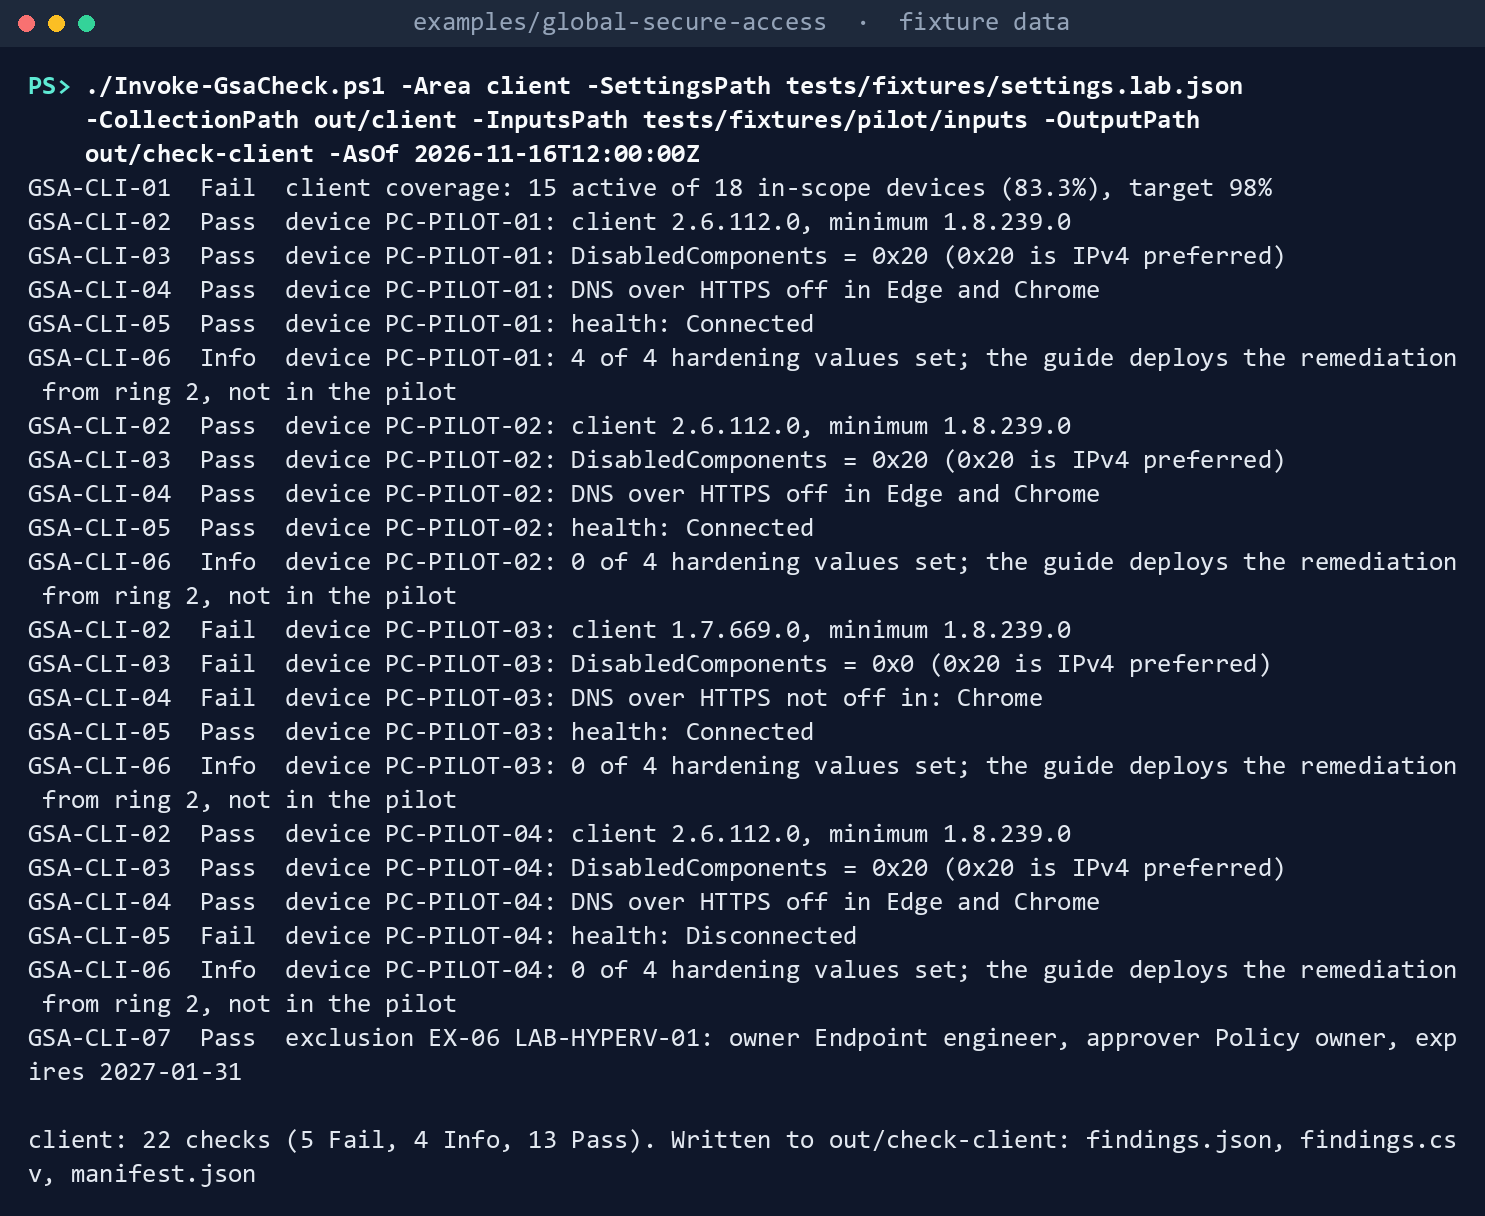 examples/global-secure-access · fixture data
PS> ./Invoke-GsaCheck.ps1 -Area client -SettingsPath tests/fixtures/settings.lab.json
-CollectionPath out/client -InputsPath tests/fixtures/pilot/inputs -OutputPath
out/check-client -AsOf 2026-11-16T12:00:00Z
GSA-CLI-01  Fail  client coverage: 15 active of 18 in-scope devices (83.3%), target 98%
GSA-CLI-02  Pass  device PC-PILOT-01: client 2.6.112.0, minimum 1.8.239.0
GSA-CLI-03  Pass  device PC-PILOT-01: DisabledComponents = 0x20 (0x20 is IPv4 preferred)
GSA-CLI-04  Pass  device PC-PILOT-01: DNS over HTTPS off in Edge and Chrome
GSA-CLI-05  Pass  device PC-PILOT-01: health: Connected
GSA-CLI-06  Info  device PC-PILOT-01: 4 of 4 hardening values set; the guide deploys the remediation
from ring 2, not in the pilot
GSA-CLI-02  Pass  device PC-PILOT-02: client 2.6.112.0, minimum 1.8.239.0
GSA-CLI-03  Pass  device PC-PILOT-02: DisabledComponents = 0x20 (0x20 is IPv4 preferred)
GSA-CLI-04  Pass  device PC-PILOT-02: DNS over HTTPS off in Edge and Chrome
GSA-CLI-05  Pass  device PC-PILOT-02: health: Connected
GSA-CLI-06  Info  device PC-PILOT-02: 0 of 4 hardening values set; the guide deploys the remediation
from ring 2, not in the pilot
GSA-CLI-02  Fail  device PC-PILOT-03: client 1.7.669.0, minimum 1.8.239.0
GSA-CLI-03  Fail  device PC-PILOT-03: DisabledComponents = 0x0 (0x20 is IPv4 preferred)
GSA-CLI-04  Fail  device PC-PILOT-03: DNS over HTTPS not off in: Chrome
GSA-CLI-05  Pass  device PC-PILOT-03: health: Connected
GSA-CLI-06  Info  device PC-PILOT-03: 0 of 4 hardening values set; the guide deploys the remediation
from ring 2, not in the pilot
GSA-CLI-02  Pass  device PC-PILOT-04: client 2.6.112.0, minimum 1.8.239.0
GSA-CLI-03  Pass  device PC-PILOT-04: DisabledComponents = 0x20 (0x20 is IPv4 preferred)
GSA-CLI-04  Pass  device PC-PILOT-04: DNS over HTTPS off in Edge and Chrome
GSA-CLI-05  Fail  device PC-PILOT-04: health: Disconnected
GSA-CLI-06  Info  device PC-PILOT-04: 0 of 4 hardening values set; the guide deploys the remediation
from ring 2, not in the pilot
GSA-CLI-07  Pass  exclusion EX-06 LAB-HYPERV-01: owner Endpoint engineer, approver Policy owner, exp
ires 2027-01-31
client: 22 checks (5 Fail, 4 Info, 13 Pass). Written to out/check-client: findings.json, findings.cs
v, manifest.json